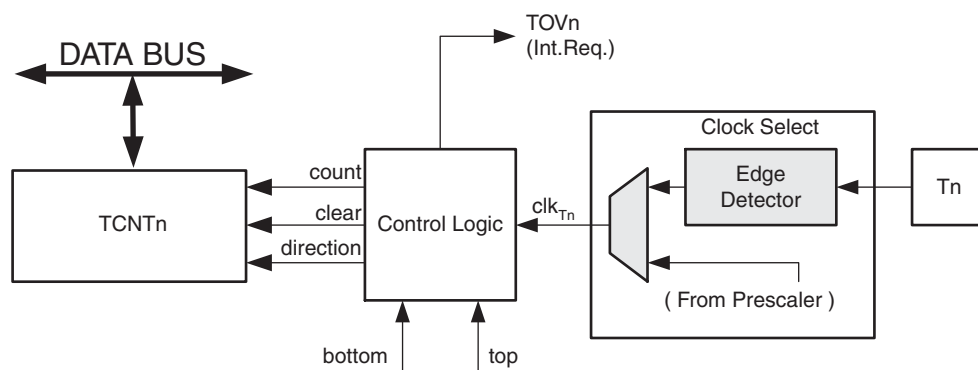 TOVn
(Int.Req.)
DATA BUS
Clock Select
count
Edge
Detector
Tn
TCNTn
clear
Control Logic
clkTn
direction
( From Prescaler )
bottom
top